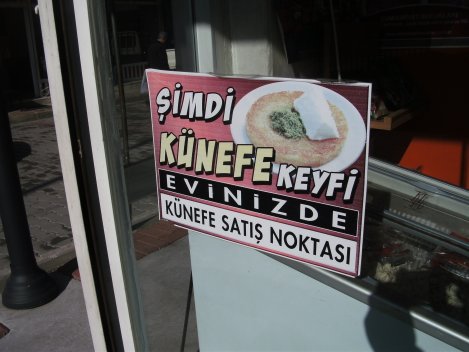 ŞİMDİ
KÜNEFE KEYFİ
EVİNİZDE
KÜNEFE SATIŞ NOKTASI